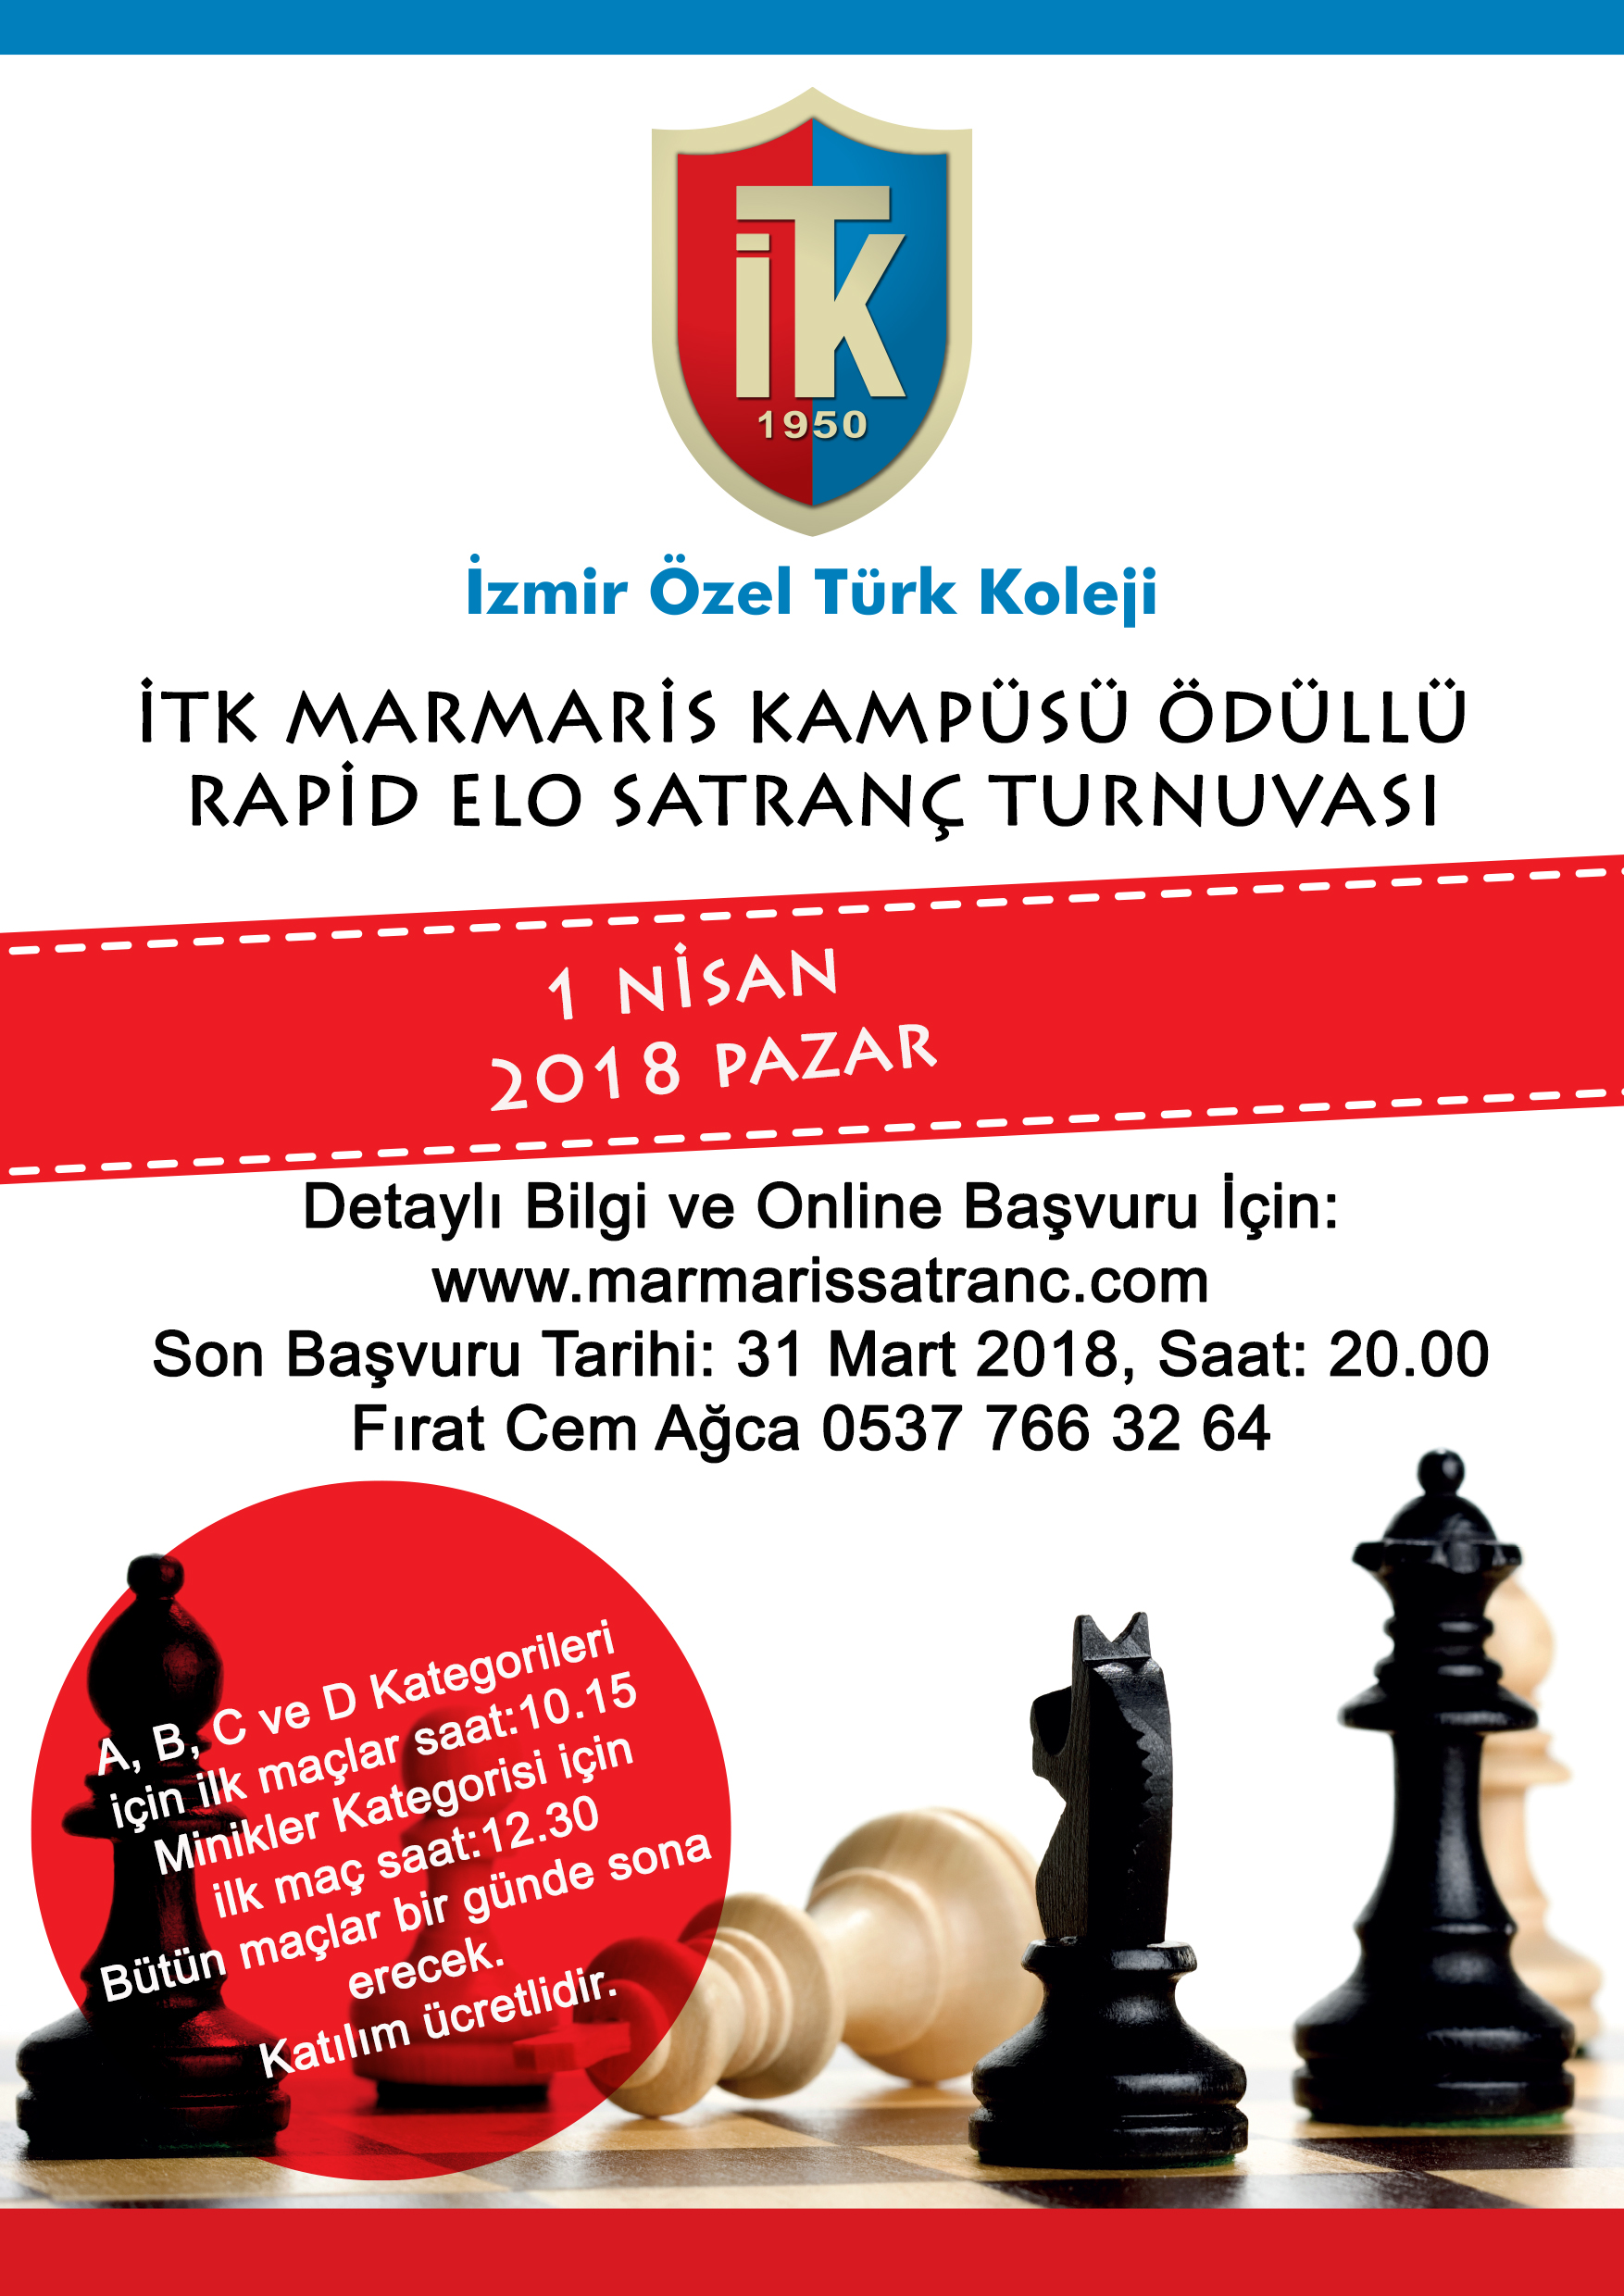 iTK
1950
İzmir Özel Türk Koleji
İTK MARMARİS KAMPÜSÜ ÖDÜLLÜ
RAPİD ELO SATRANÇ TURNUVASI
1 NİSAN
2018 PAZAR
Detaylı Bilgi ve Online Başvuru İçin:
www.marmarissatranc.com
Son Başvuru Tarihi: 31 Mart 2018, Saat: 20.00
Fırat Cem Ağca 0537 766 32 64
A, B, C ve D Kategorileri
için ilk maçlar saat:10.15
Minikler Kategorisi için
ilk maç saat:12.30
Bütün maçlar bir günde sona
erecek.
Katılım ücretlidir.